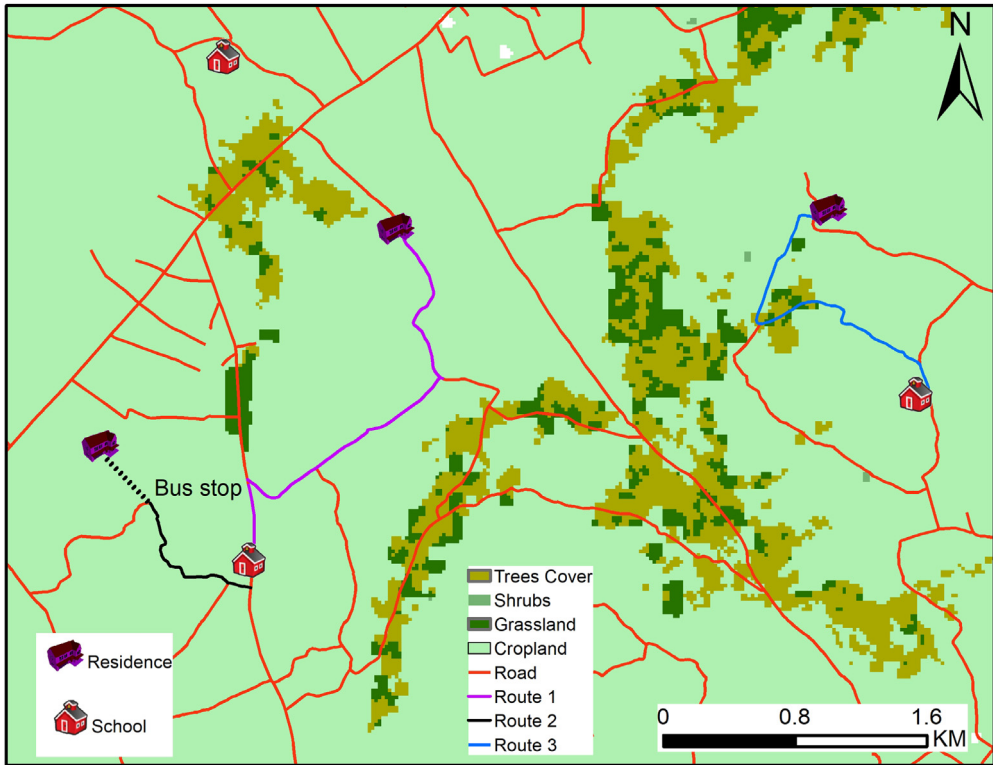 N
Bus stop
Trees Cover
Shrubs
Grassland
Cropland
Road
Route 1
Route 2
Route 3
Residence
School
0 0.8 1.6
KM